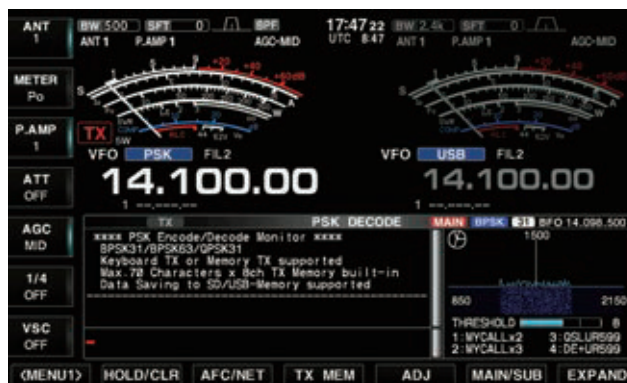 ANT 1
BW 500 SFT 0 BPF
ANT 1 P.AMP 1 AGC-MID
17:47 22
UTC 8:47
BW 2.4k SFT 0
ANT 1 P.AMP 1 AGC-MID
METER Po
S +20 +40 +60dB
P.AMP 1
TX
VFO PSK FIL2
14.100.00
1 --.---.--
VFO USB FIL2
14.100.00
1 --.---.--
ATT OFF
AGC MID
1/4 OFF
VSC OFF
TX PSK DECODE
**** PSK Encode/Decode Monitor ****
BPSK31/BPSK63/QPSK31
Keyboard TX or Memory TX supported
Max.70 Characters x 8ch TX Memory built-in
Data Saving to SD/USB-Memory supported
MAIN BPSK 31 BFO 14.098.500
1500
850 2150
THRESHOLD 8
1:MYCALLx2 3:QSLUR599
2:MYCALLx3 4:DE+UR599
<MENU1> HOLD/CLR AFC/NET TX MEM ADJ MAIN/SUB EXPAND